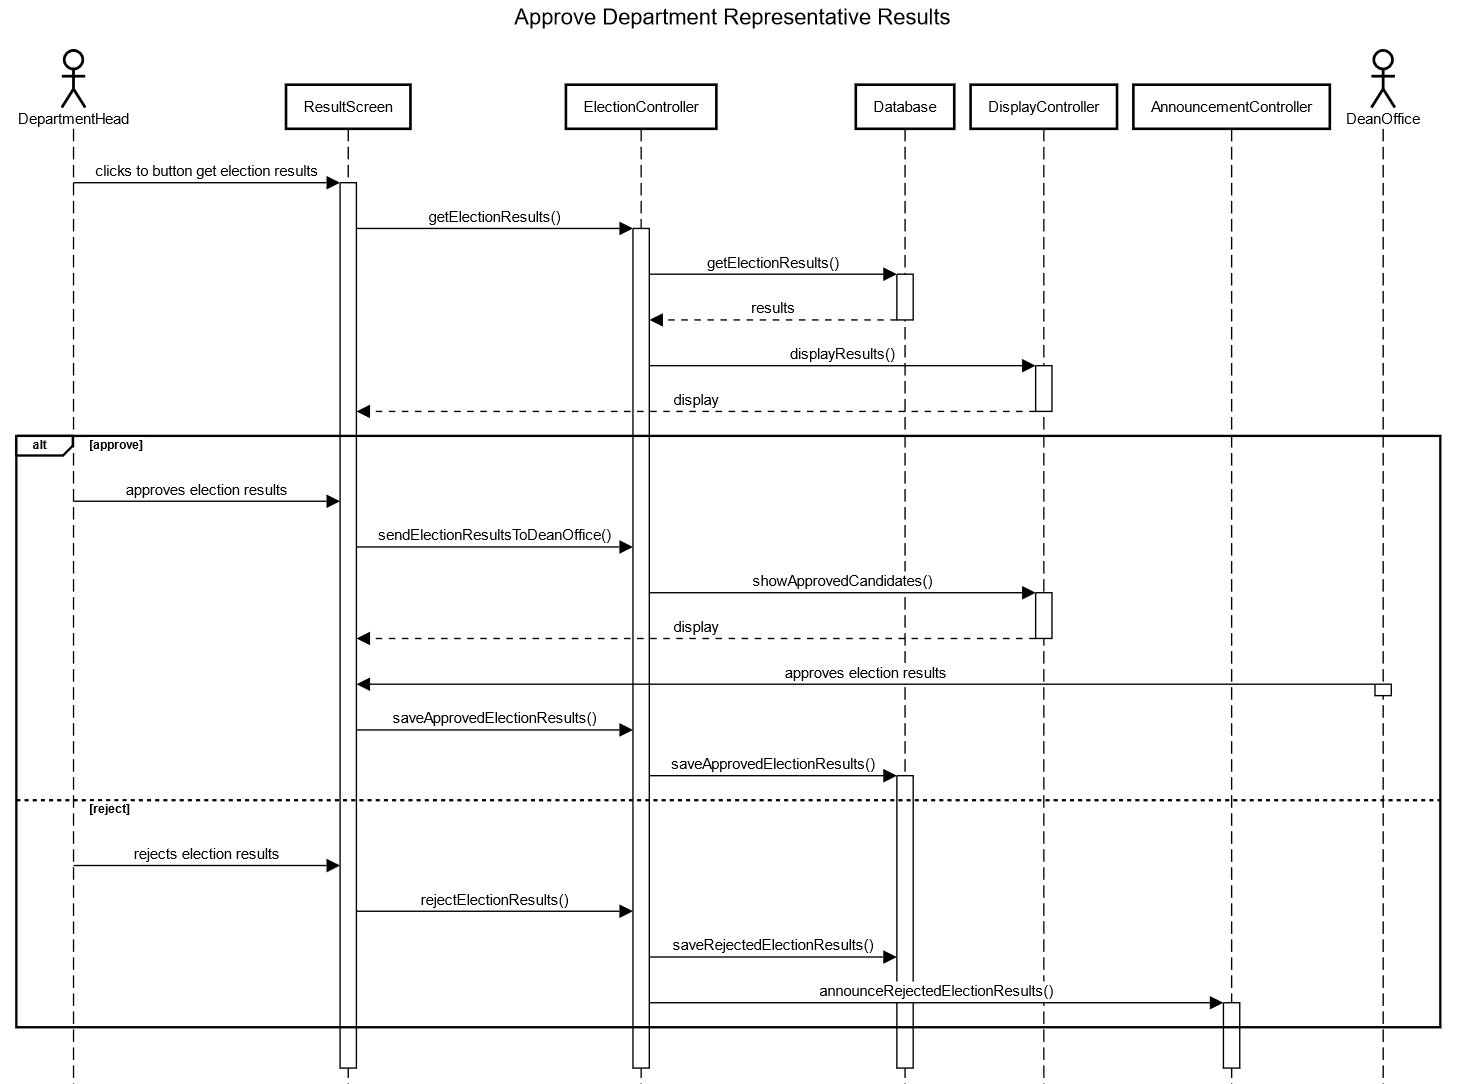 Approve Department Representative Results
DepartmentHead
ResultScreen
ElectionController
Database
DisplayController
AnnouncementController
DeanOffice
clicks to button get election results
getElectionResults()
getElectionResults()
results
displayResults()
display
alt
[approve]
approves election results
sendElectionResultsToDeanOffice()
showApprovedCandidates()
display
approves election results
saveApprovedElectionResults()
saveApprovedElectionResults()
[reject]
rejects election results
rejectElectionResults()
saveRejectedElectionResults()
announceRejectedElectionResults()